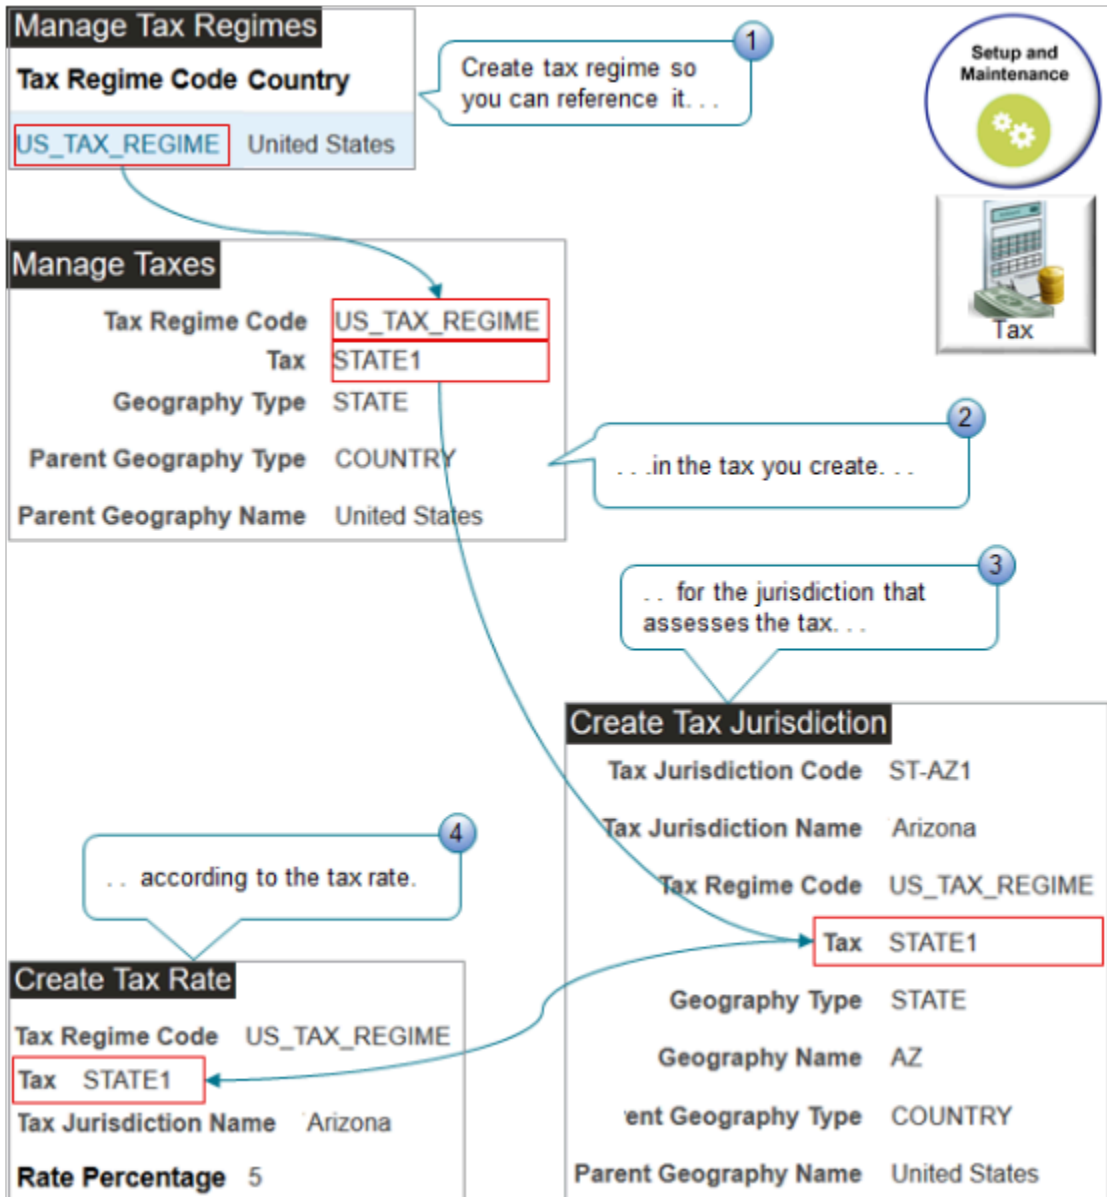 Manage Tax Regimes
Tax Regime Code Country
US_TAX_REGIME United States
1
Create tax regime so
you can reference it. . .
Setup and
Maintenance
Tax
Manage Taxes
Tax Regime Code US_TAX_REGIME
Tax STATE1
Geography Type STATE
Parent Geography Type COUNTRY
Parent Geography Name United States
2
. . .in the tax you create. . .
3
. . for the jurisdiction that
assesses the tax. . .
Create Tax Jurisdiction
Tax Jurisdiction Code ST-AZ1
Tax Jurisdiction Name Arizona
Tax Regime Code US_TAX_REGIME
Tax STATE1
Geography Type STATE
Geography Name AZ
ent Geography Type COUNTRY
Parent Geography Name United States
4
. . according to the tax rate.
Create Tax Rate
Tax Regime Code US_TAX_REGIME
Tax STATE1
Tax Jurisdiction Name Arizona
Rate Percentage 5